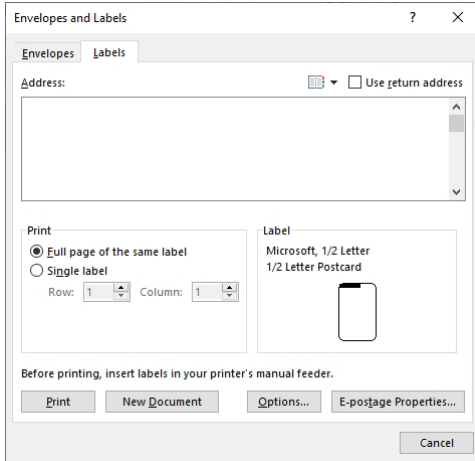 Envelopes and Labels ? ×
Envelopes Labels
Address: Use return address
Print
Full page of the same label
Single label
Row: 1 Column: 1
Label
Microsoft, 1/2 Letter
1/2 Letter Postcard
Before printing, insert labels in your printer's manual feeder.
Print New Document Options... E-postage Properties...
Cancel